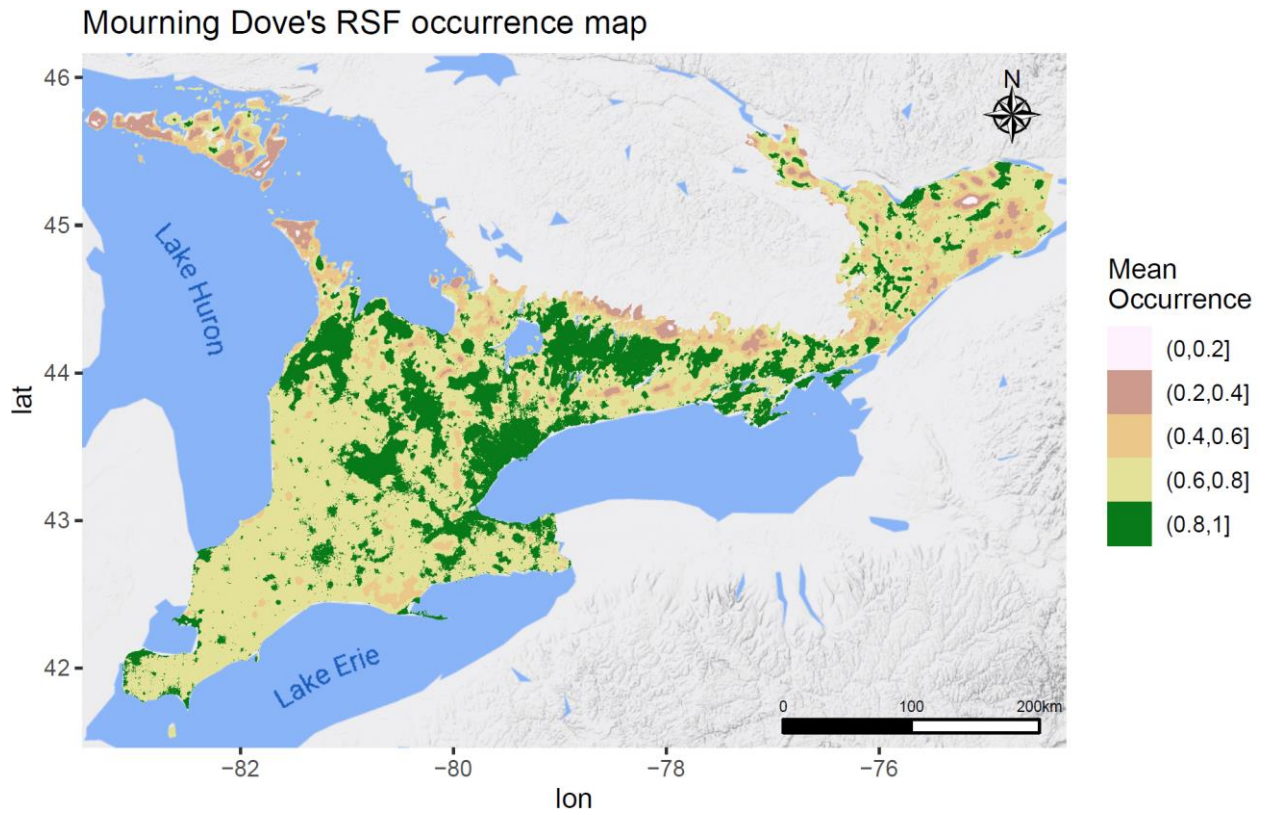 Mourning Dove's RSF occurrence map
46
45
44
43
42
lat
N
Lake Huron
Lake Erie
0 100 200km
−82 −80 −78 −76
lon
Mean
Occurrence
(0,0.2]
(0.2,0.4]
(0.4,0.6]
(0.6,0.8]
(0.8,1]